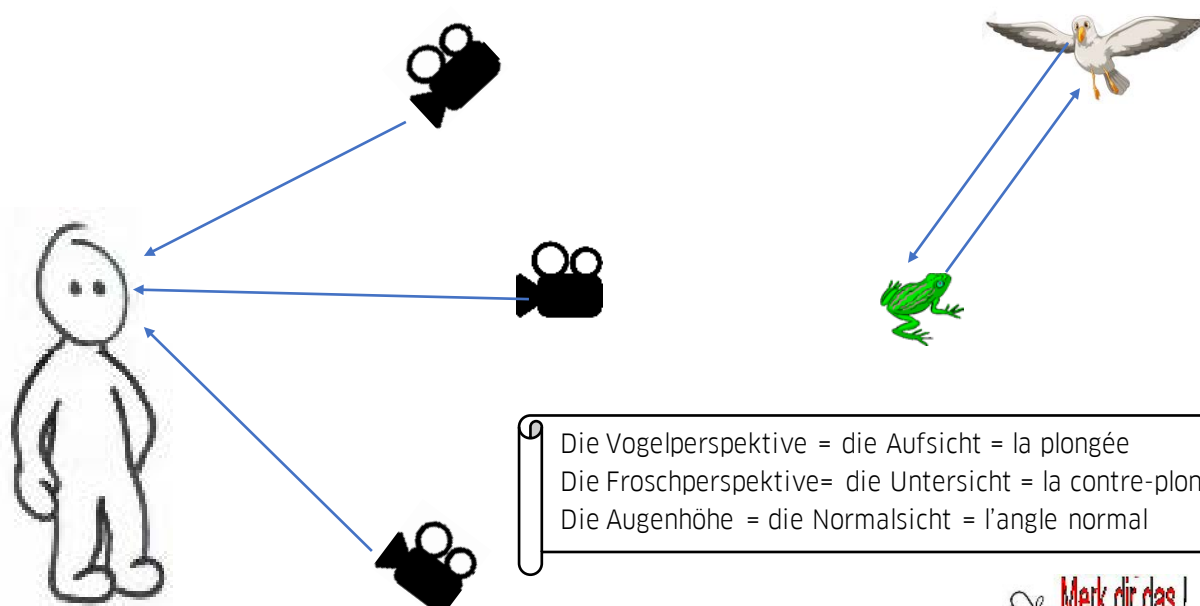 Die Vogelperspektive = die Aufsicht = la plongée
Die Froschperspektive= die Untersicht = la contre-plon
Die Augenhöhe = die Normalsicht = l'angle normal
Merk dir das !